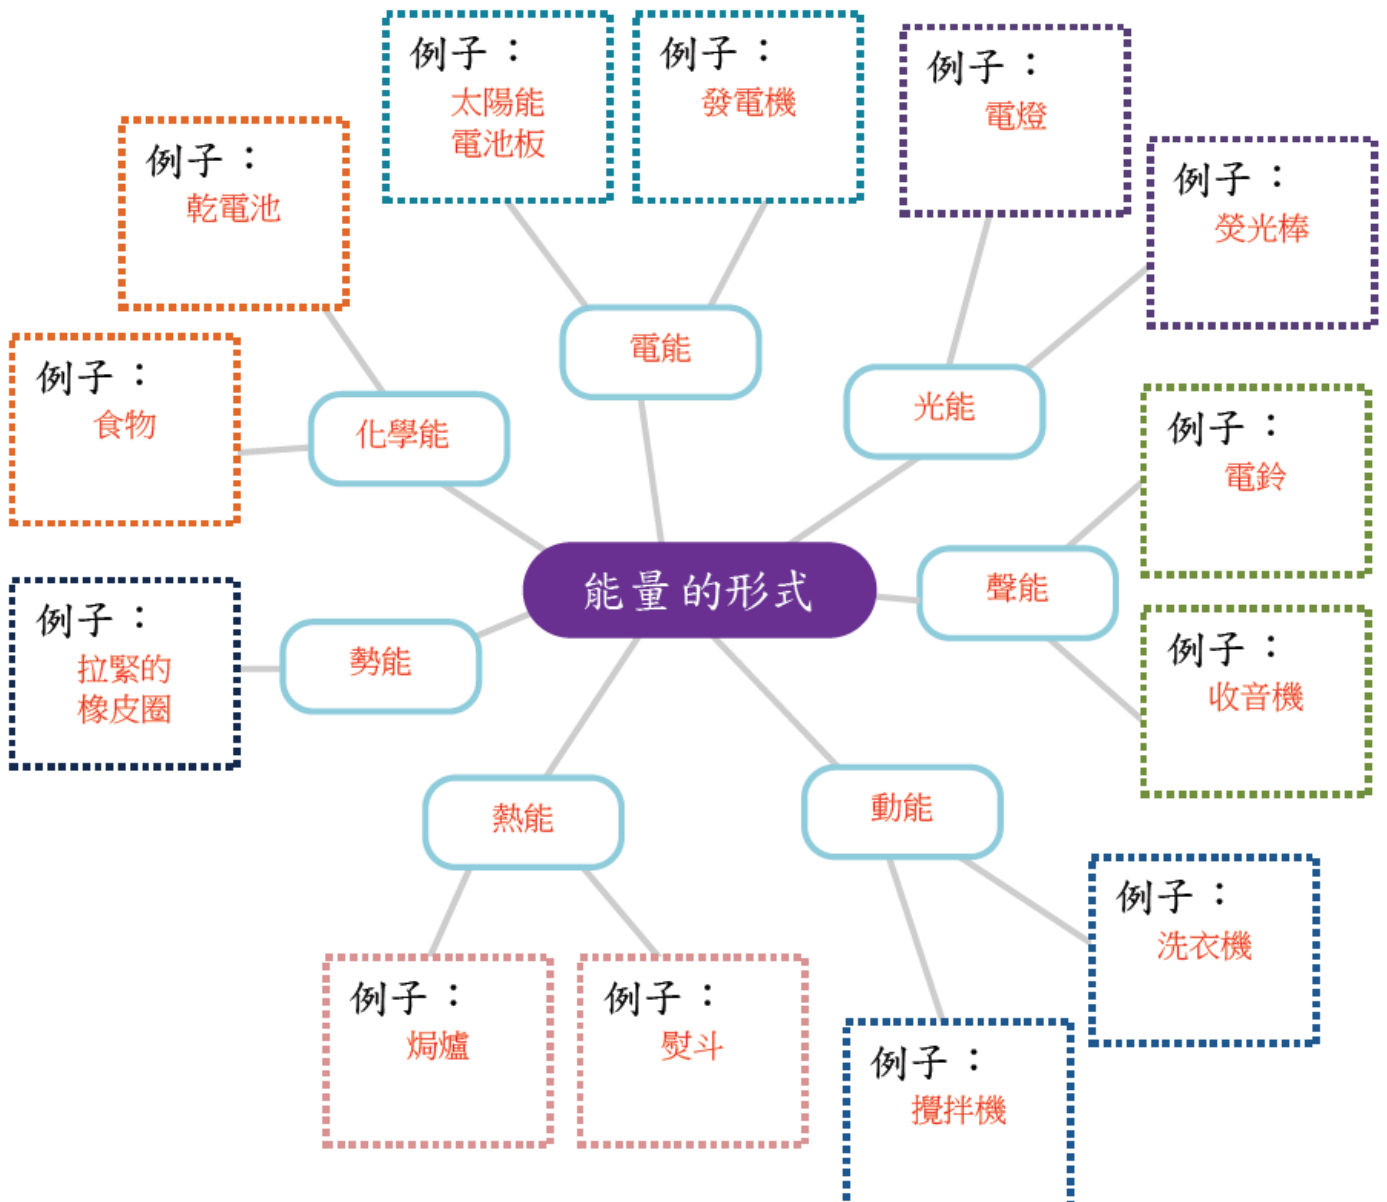 例子：
太陽能
電池板
例子：
發電機
例子：
電燈
例子：
熒光棒
例子：
乾電池
例子：
食物
電能
光能
化學能
例子：
電鈴
能量的形式
聲能
例子：
拉緊的
橡皮圈
勢能
例子：
收音機
熱能
動能
例子：
洗衣機
例子：
焗爐
例子：
熨斗
例子：
攪拌機